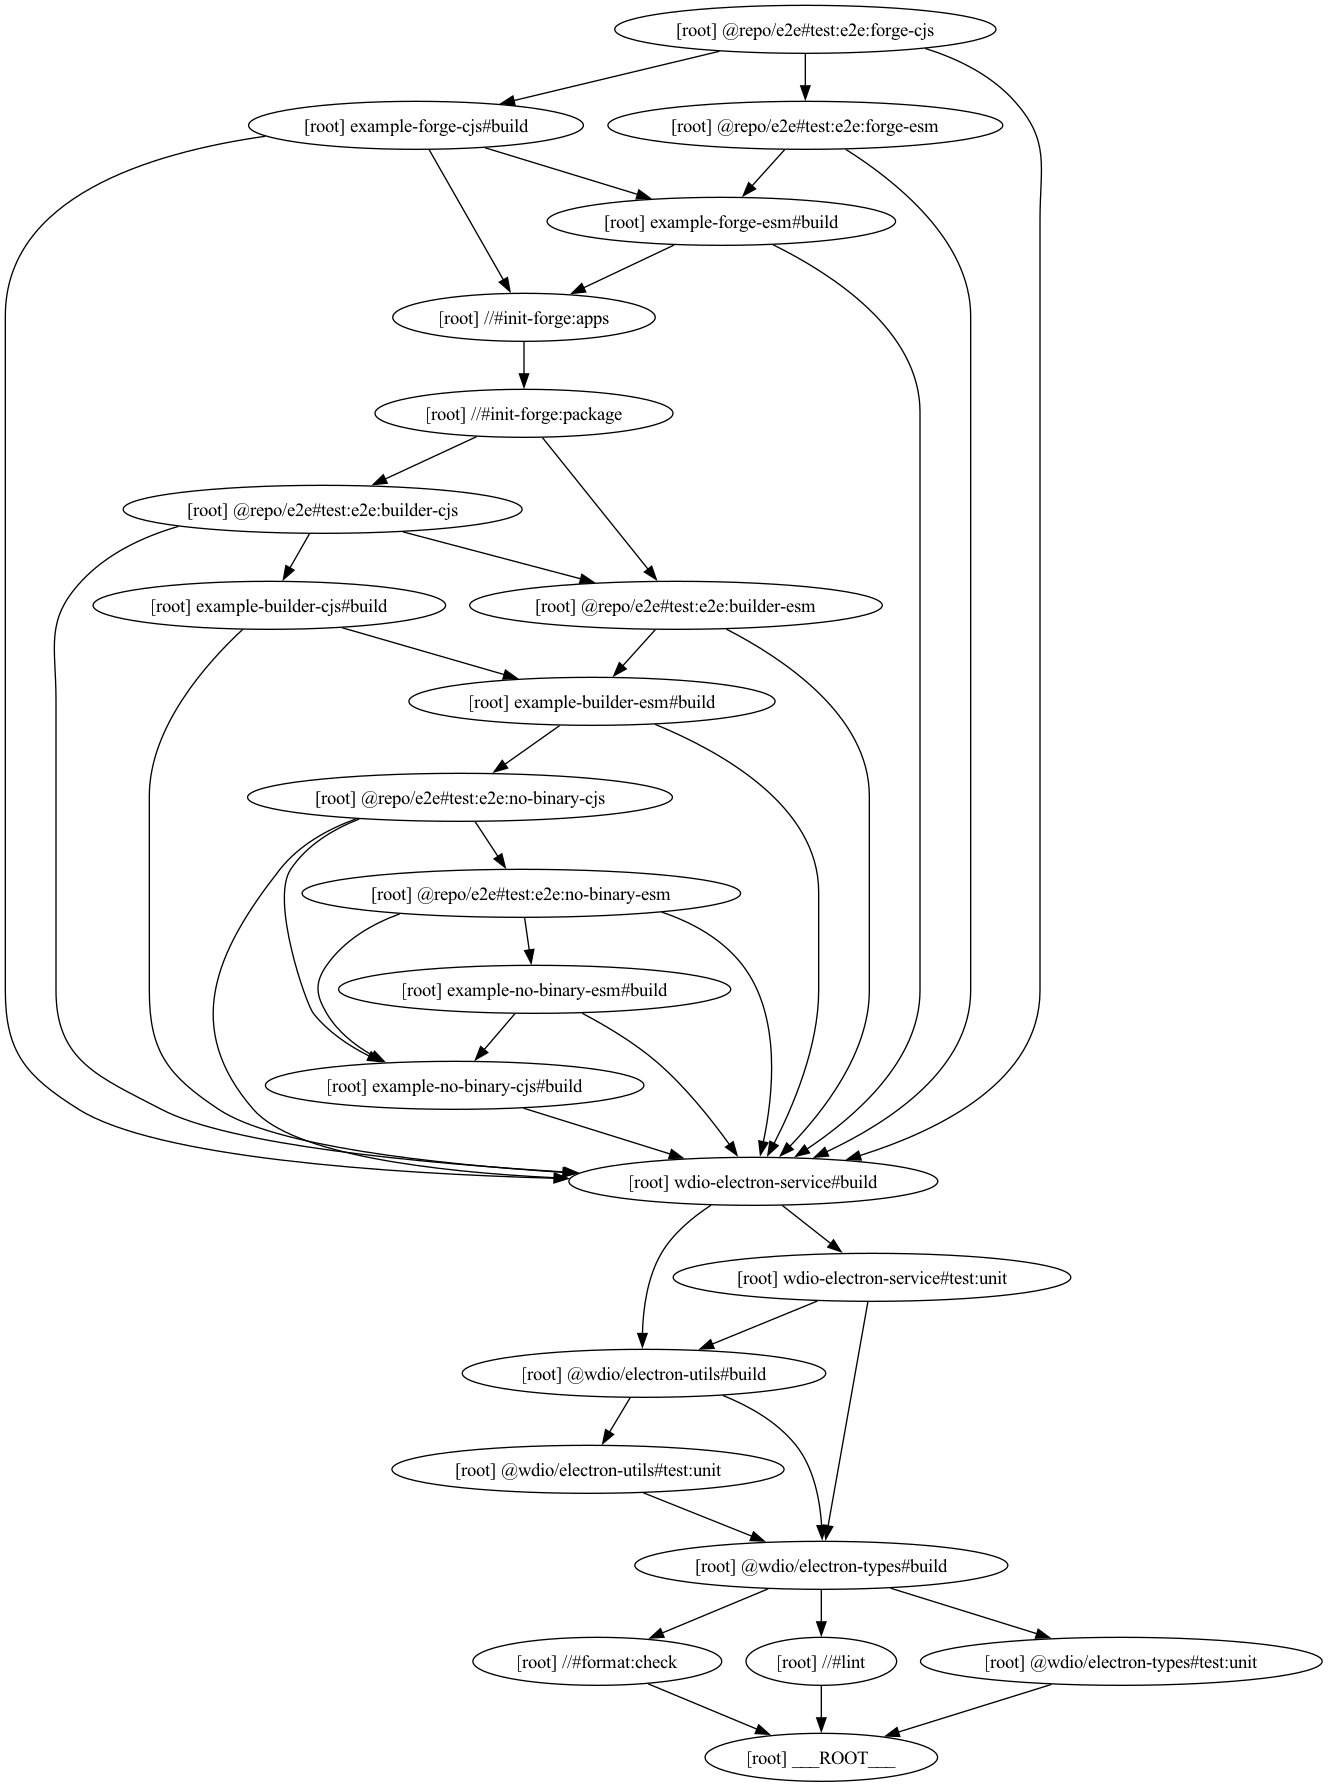 [root] @repo/e2e#test:e2e:forge-cjs
[root] example-forge-cjs#build
[root] @repo/e2e#test:e2e:forge-esm
[root] example-forge-esm#build
[root] //#init-forge:apps
[root] //#init-forge:package
[root] @repo/e2e#test:e2e:builder-cjs
[root] example-builder-cjs#build
[root] @repo/e2e#test:e2e:builder-esm
[root] example-builder-esm#build
[root] @repo/e2e#test:e2e:no-binary-cjs
[root] @repo/e2e#test:e2e:no-binary-esm
[root] example-no-binary-esm#build
[root] example-no-binary-cjs#build
[root] wdio-electron-service#build
[root] wdio-electron-service#test:unit
[root] @wdio/electron-utils#build
[root] @wdio/electron-utils#test:unit
[root] @wdio/electron-types#build
[root] //#format:check
[root] //#lint
[root] @wdio/electron-types#test:unit
[root] ___ROOT___